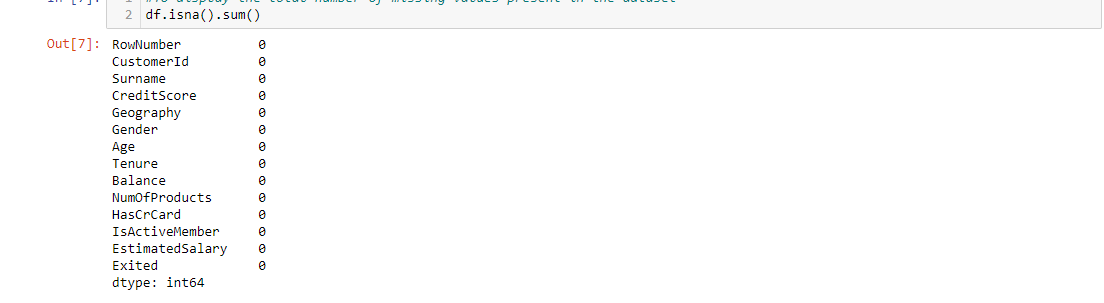 In [7]: 1 #To display the total number of missing values present in the dataset
2 df.isna().sum()
Out[7]: RowNumber 0
CustomerId 0
Surname 0
CreditScore 0
Geography 0
Gender 0
Age 0
Tenure 0
Balance 0
NumOfProducts 0
HasCrCard 0
IsActiveMember 0
EstimatedSalary 0
Exited 0
dtype: int64